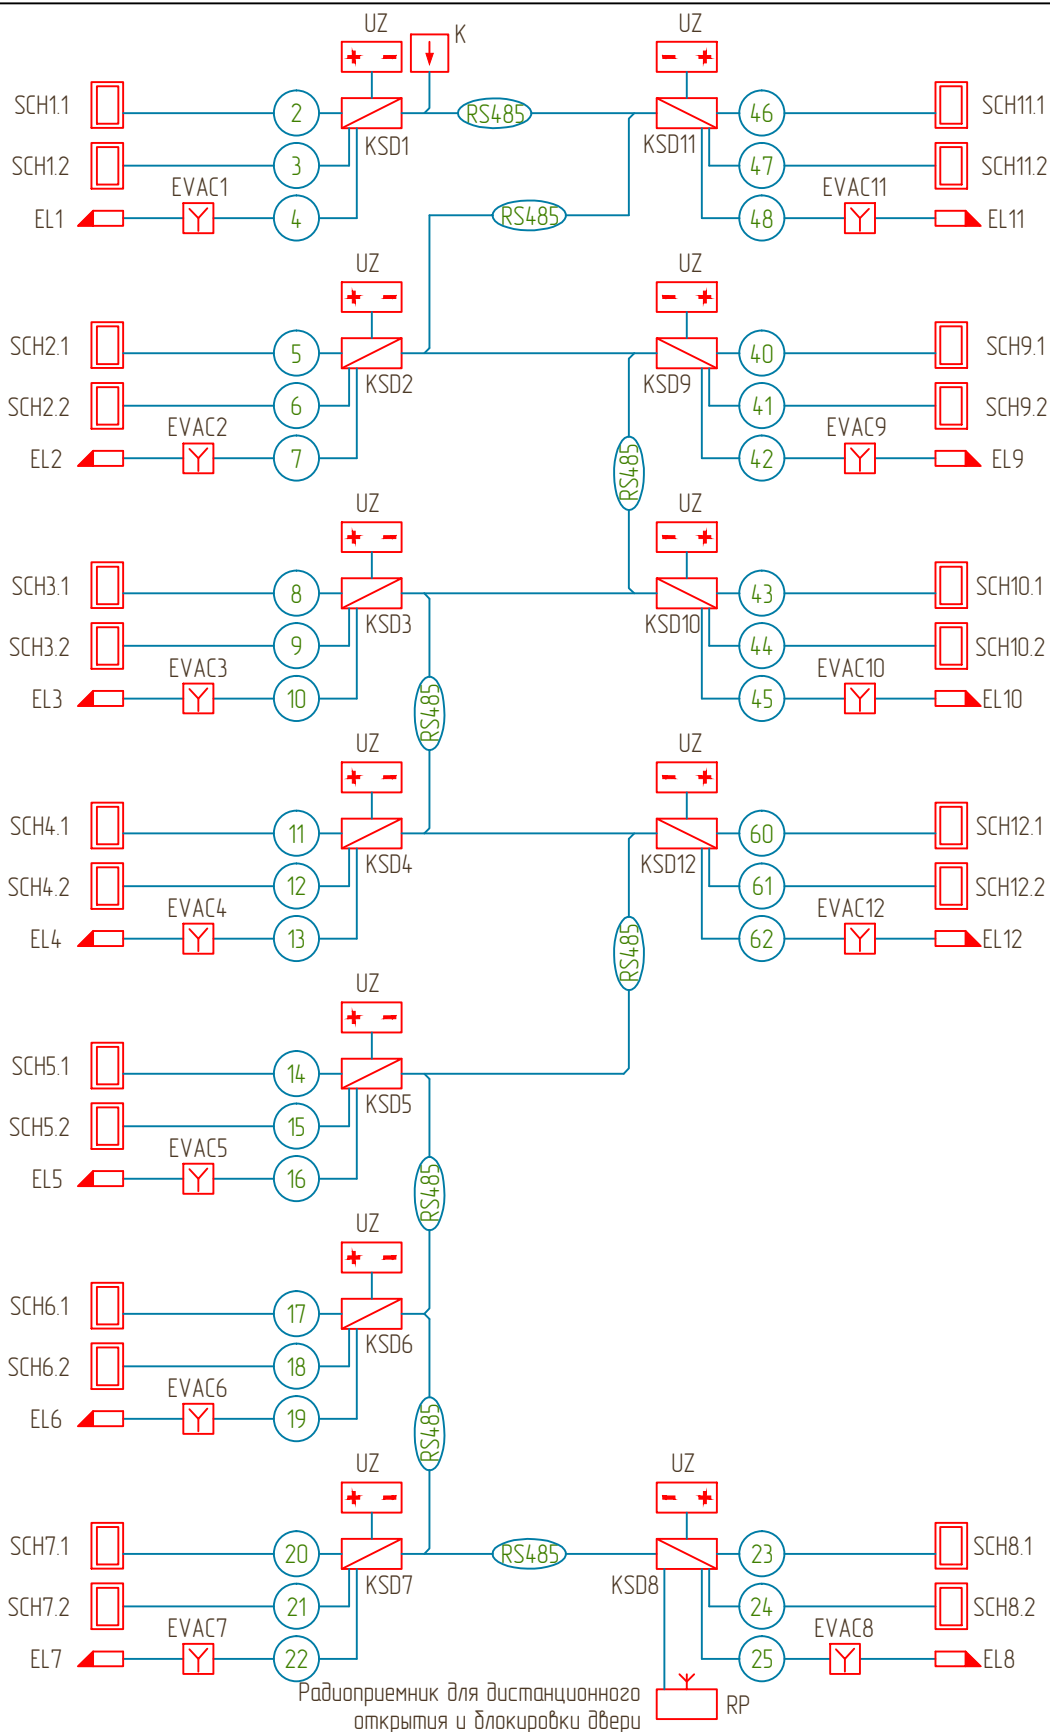 UZ
K
UZ
SCH1.1
2
RS485
46
SCH11.1
KSD1
KSD11
SCH1.2
3
47
SCH11.2
EVAC1
EVAC11
EL1
4
RS485
48
EL11
UZ
UZ
SCH2.1
5
40
SCH9.1
KSD2
KSD9
SCH2.2
6
41
SCH9.2
EVAC2
EVAC9
EL2
7
RS485
42
EL9
UZ
UZ
SCH3.1
8
43
SCH10.1
KSD3
KSD10
SCH3.2
9
44
SCH10.2
EVAC3
EVAC10
EL3
10
RS485
45
EL10
UZ
UZ
SCH4.1
11
60
SCH12.1
KSD4
KSD12
SCH4.2
12
61
SCH12.2
EVAC4
EVAC12
EL4
13
RS485
62
EL12
UZ
SCH5.1
14
KSD5
SCH5.2
15
EVAC5
EL5
16
RS485
UZ
SCH6.1
17
KSD6
SCH6.2
18
EVAC6
EL6
19
RS485
UZ
UZ
SCH7.1
20
RS485
23
SCH8.1
KSD7
KSD8
SCH7.2
21
24
SCH8.2
EVAC7
EVAC8
EL7
22
25
EL8
Радиоприемник для дистанционного
открытия и блокировки двери
RP